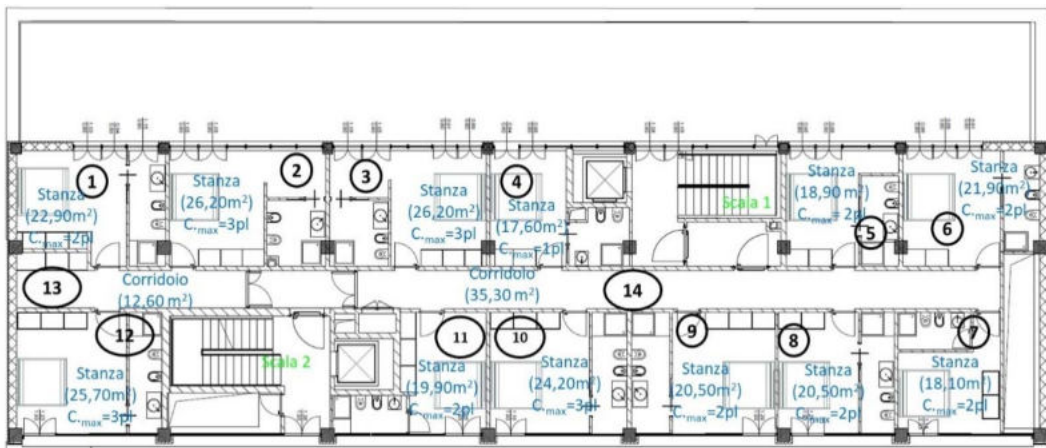 1
Stanza
(22,90m²)
C.max=2pl
Stanza
(26,20m²)
C.max=3pl
2
3
Stanza
(26,20m²)
C.max=3pl
4
Stanza
(17,60m²)
C.max=1pl
Scala 1
Stanza
(18,90m²)
C.max=2pl
5
Stanza
(21,90m²)
C.max=2pl
6
13
Corridoio
(12,60 m²)
Corridoio
(35,30 m²)
14
12
Stanza
(25,70m²)
C.max=3pl
Scala 2
11
Stanza
(19,90m²)
C.max=2pl
10
Stanza
(24,20m²)
C.max=3pl
9
Stanza
(20,50m²)
C.max=2pl
8
Stanza
(20,50m²)
C.max=2pl
7
Stanza
(18,10m²)
C.max=2pl